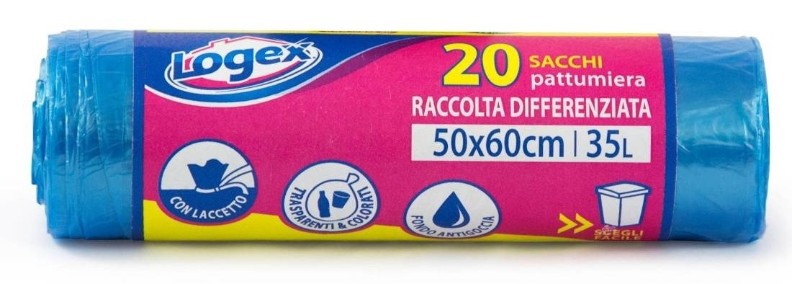 Logex
20 SACCHI
pattumiera
RACCOLTA DIFFERENZIATA
50x60cm | 35L
CON LACCETTO
TRASPARENTI & COLORATI
FONDO ANTIGOCCIA
SCEGLI
FACILE